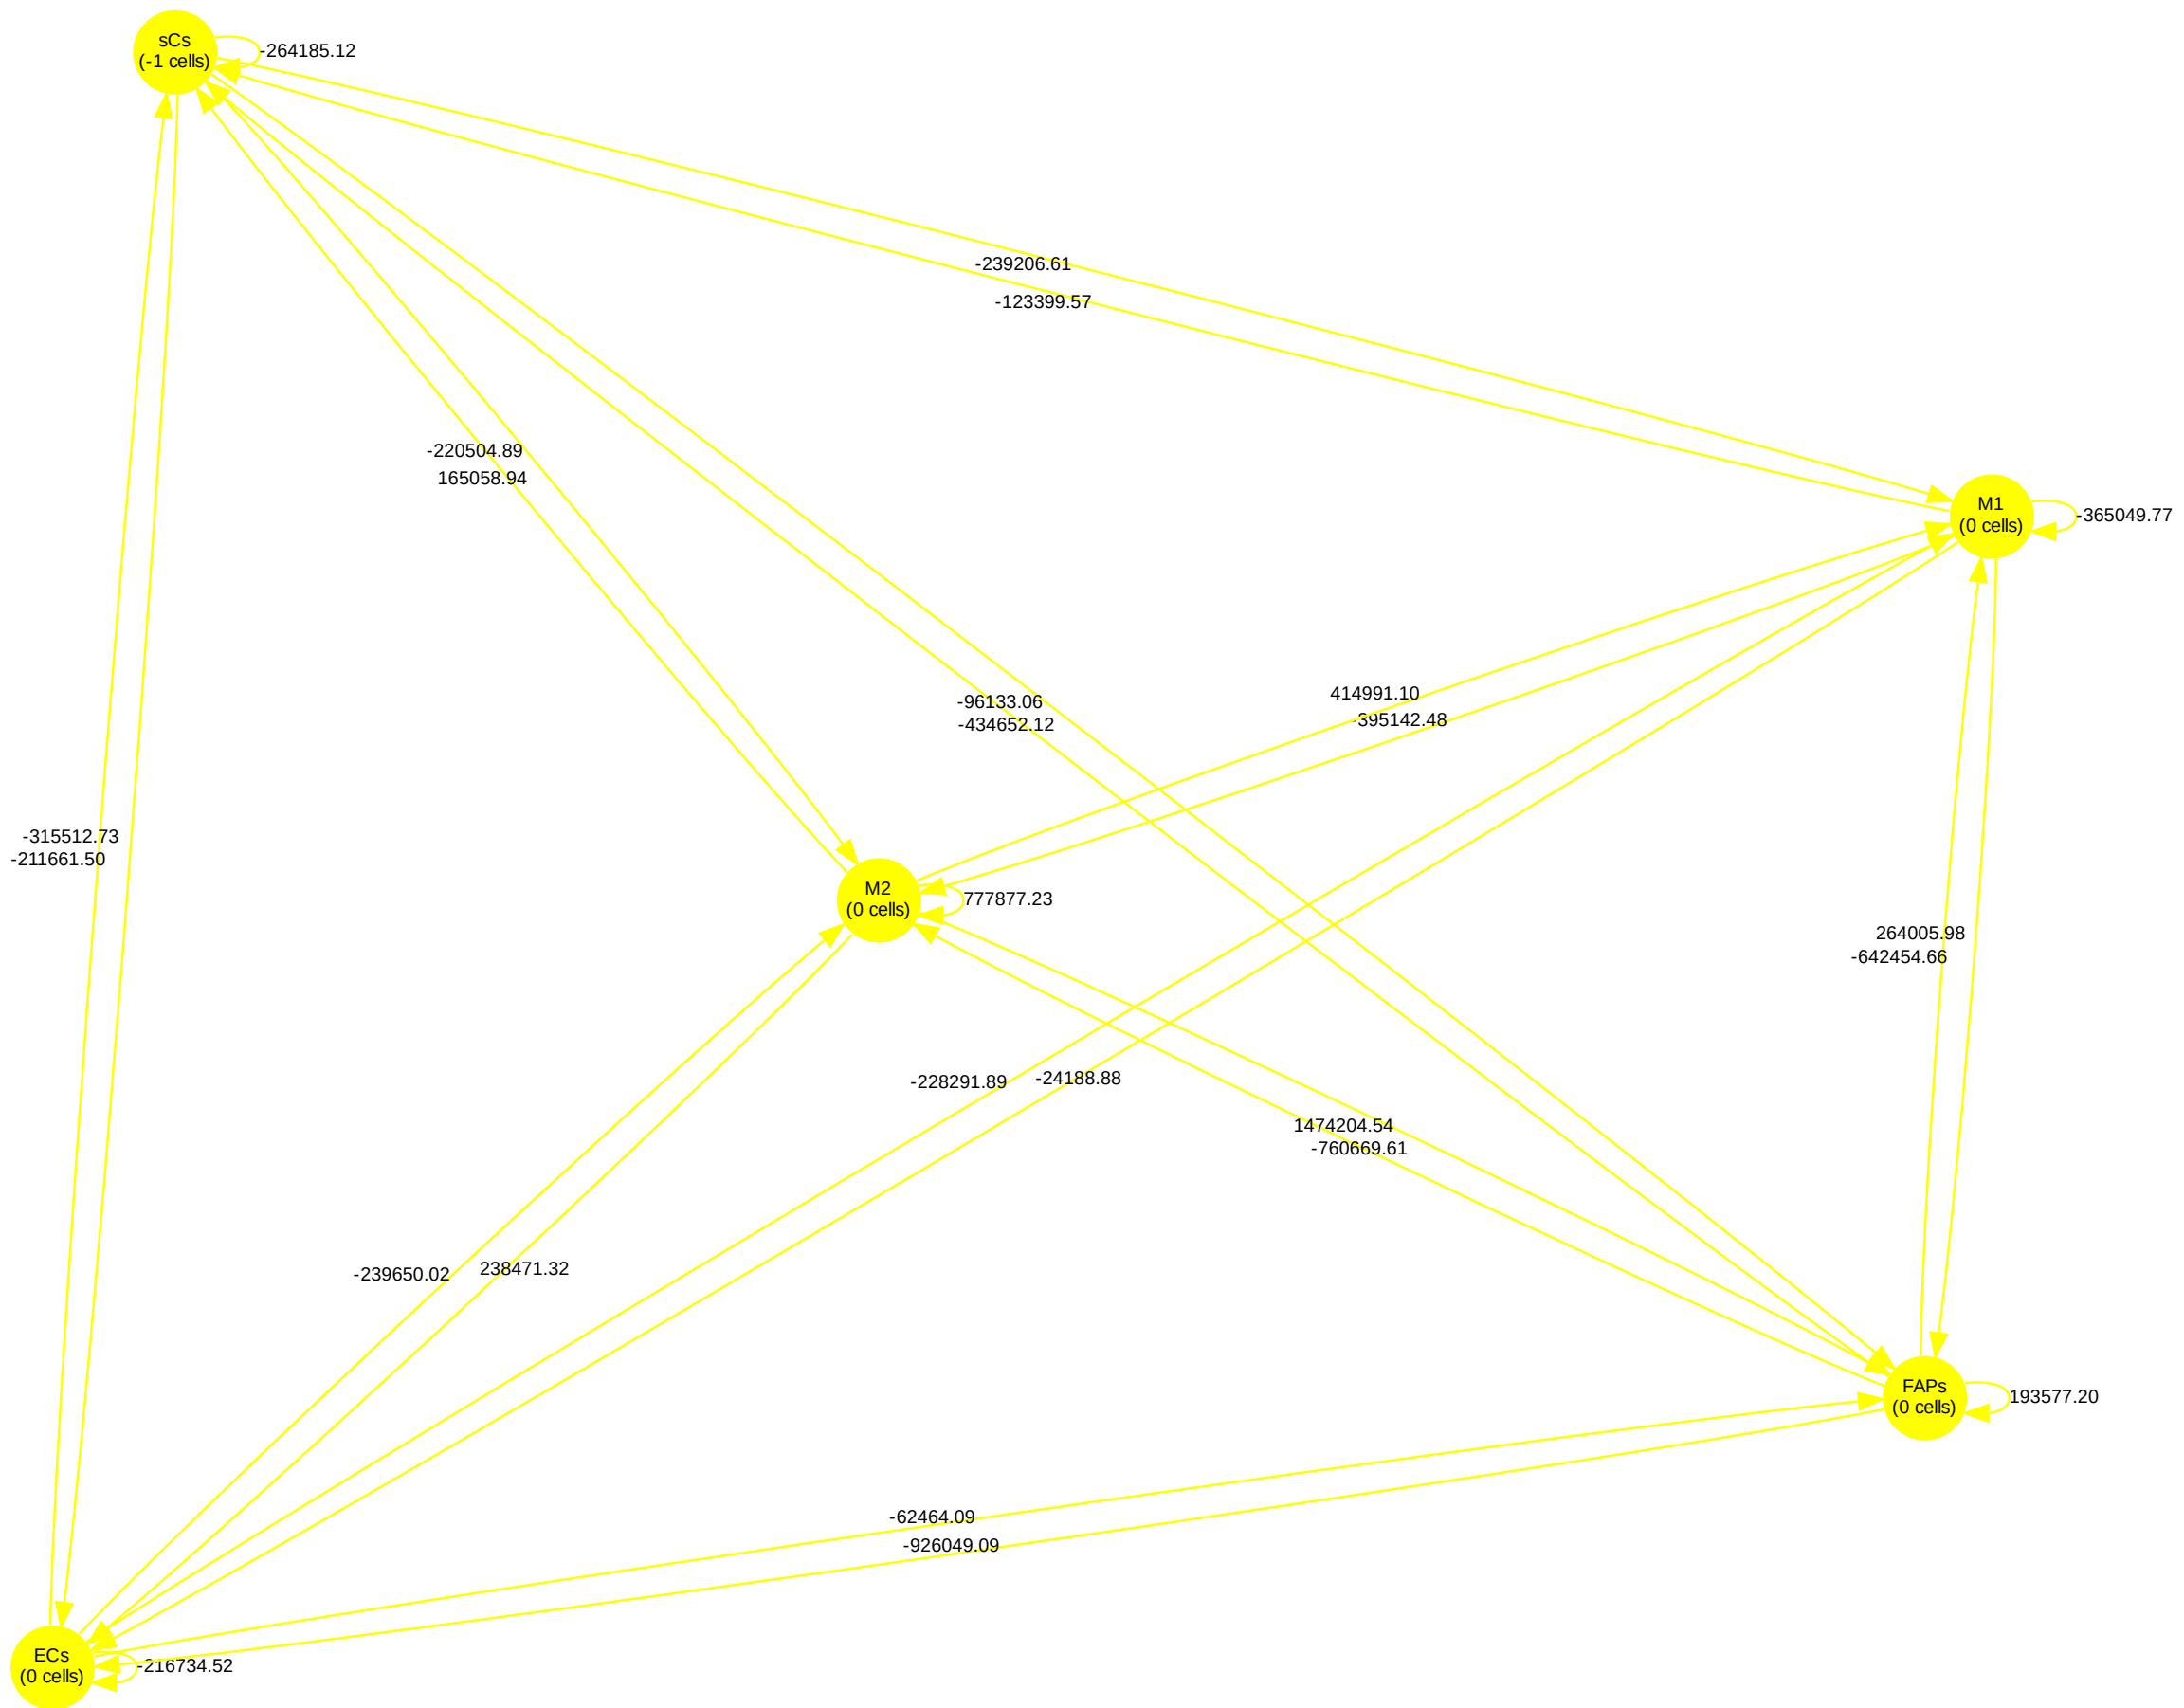 sCs
(-1 cells)
-264185.12
-239206.61
-123399.57
-220504.89
165058.94
M1
(0 cells)
-365049.77
-96133.06
-434652.12
414991.10
-395142.48
-315512.73
-211661.50
M2
(0 cells)
777877.23
264005.98
-642454.66
-228291.89
-24188.88
1474204.54
-760669.61
-239650.02
238471.32
FAPs
(0 cells)
193577.20
-62464.09
-926049.09
ECs
(0 cells)
-216734.52